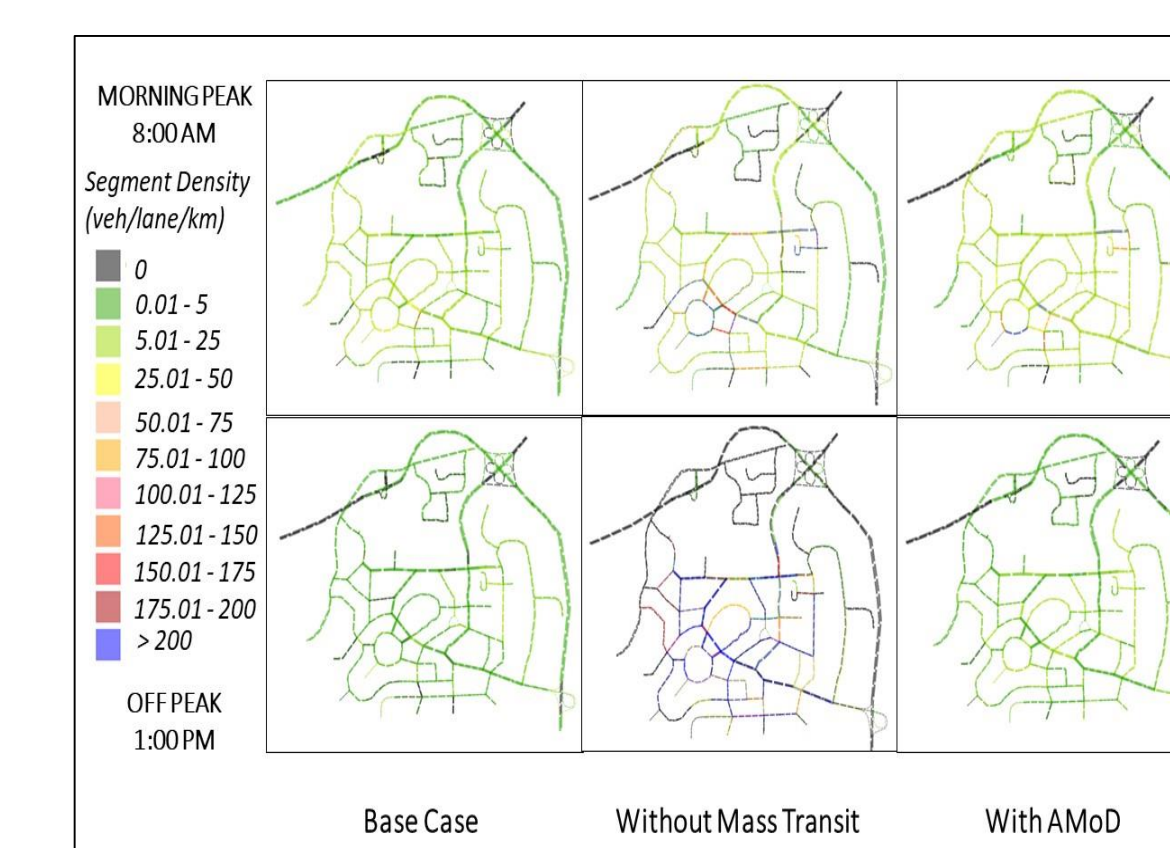 MORNING PEAK
8:00 AM
Segment Density
(veh/lane/km)
0
0.01 - 5
5.01 - 25
25.01 - 50
50.01 - 75
75.01 - 100
100.01 - 125
125.01 - 150
150.01 - 175
175.01 - 200
> 200
OFF PEAK
1:00 PM
Base Case
Without Mass Transit
With AMoD